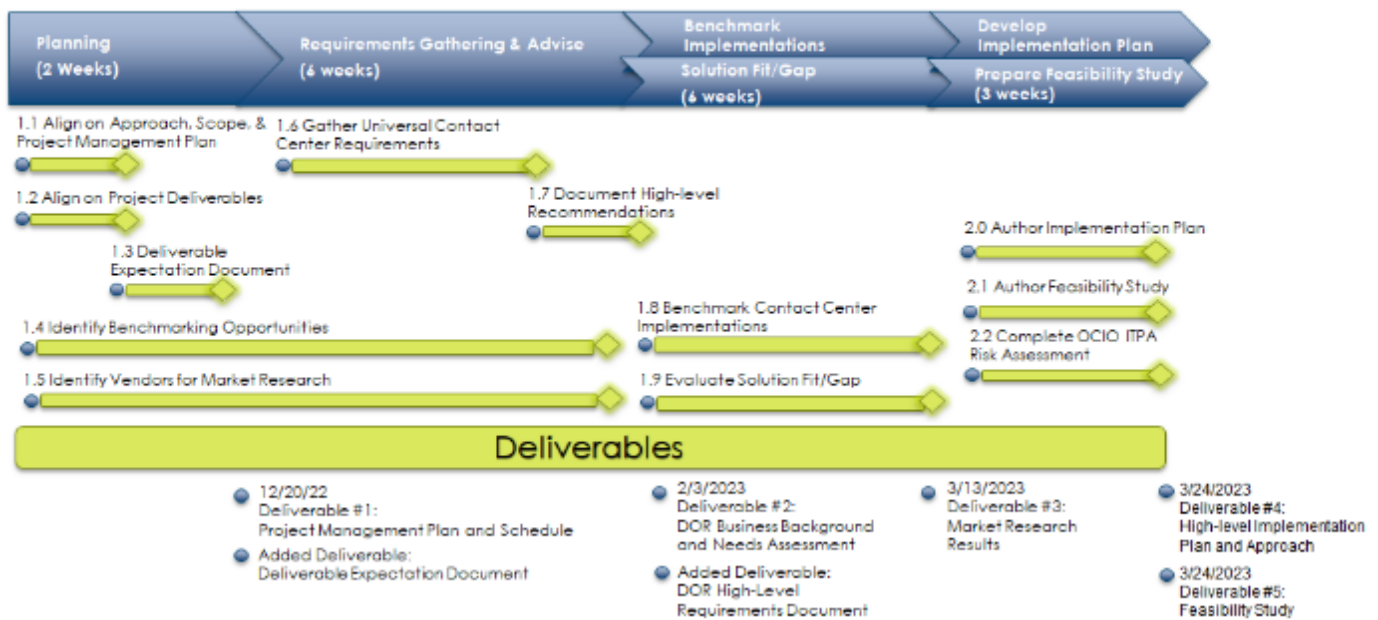 Planning
(2 Weeks)
Requirements Gathering & Advise
(6 weeks)
Benchmark
Implementations
Solution Fit/Gap
(6 weeks)
Develop
Implementation Plan
Prepare Feasibility Study
(3 weeks)
1.1 Align on Approach, Scope, &
Project Management Plan
1.6 Gather Universal Contact
Center Requirements
1.2 Align on Project Deliverables
1.7 Document High-level
Recommendations
1.3 Deliverable
Expectation Document
2.0 Author Implementation Plan
2.1 Author Feasibility Study
1.4 Identify Benchmarking Opportunities
1.8 Benchmark Contact Center
Implementations
2.2 Complete OCIO ITPA
Risk Assessment
1.5 Identify Vendors for Market Research
1.9 Evaluate Solution Fit/Gap
Deliverables
12/20/22
Deliverable #1:
Project Management Plan and Schedule
Added Deliverable:
Deliverable Expectation Document
2/3/2023
Deliverable #2:
DOR Business Background
and Needs Assessment
Added Deliverable:
DOR High-Level
Requirements Document
3/13/2023
Deliverable #3:
Market Research
Results
3/24/2023
Deliverable #4:
High-level Implementation
Plan and Approach
3/24/2023
Deliverable #5:
Feasibility Study